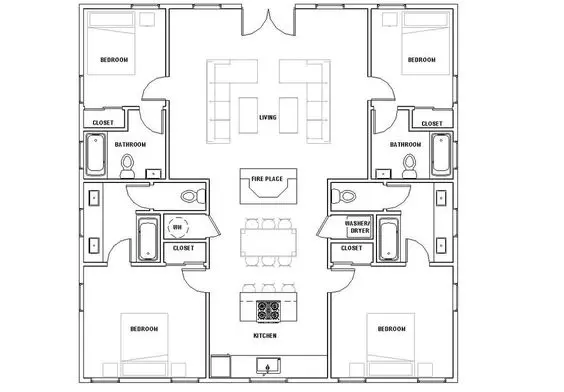 BEDROOM
BEDROOM
LIVING
CLOSET
CLOSET
BATHROOM
BATHROOM
FIRE PLACE
WH
WASHER/
DRYER
CLOSET
CLOSET
BEDROOM
BEDROOM
KITCHEN